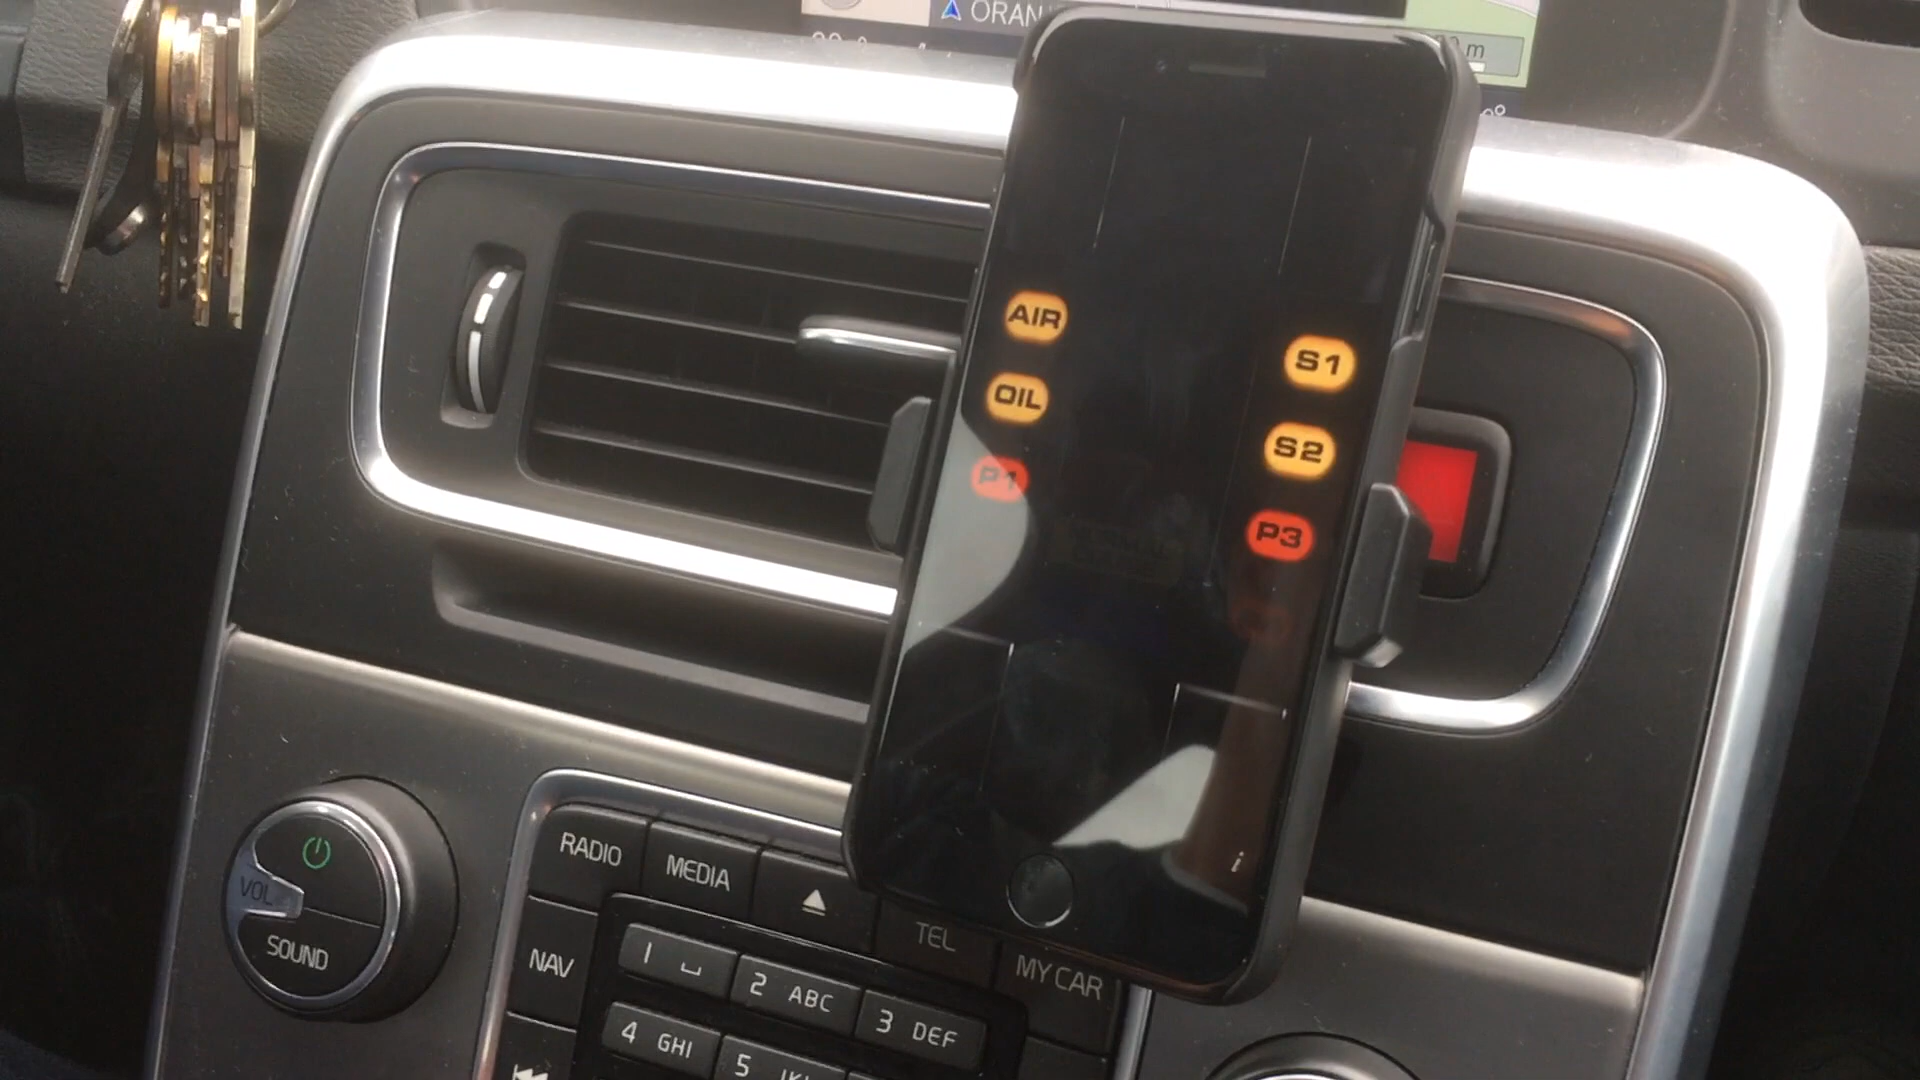 ORAN
m
AIR
S1
OIL
S2
P1
P3
i
VOL
SOUND
RADIO
MEDIA
TEL
MY CAR
NAV
1
2 ABC
3 DEF
4 GHI
5